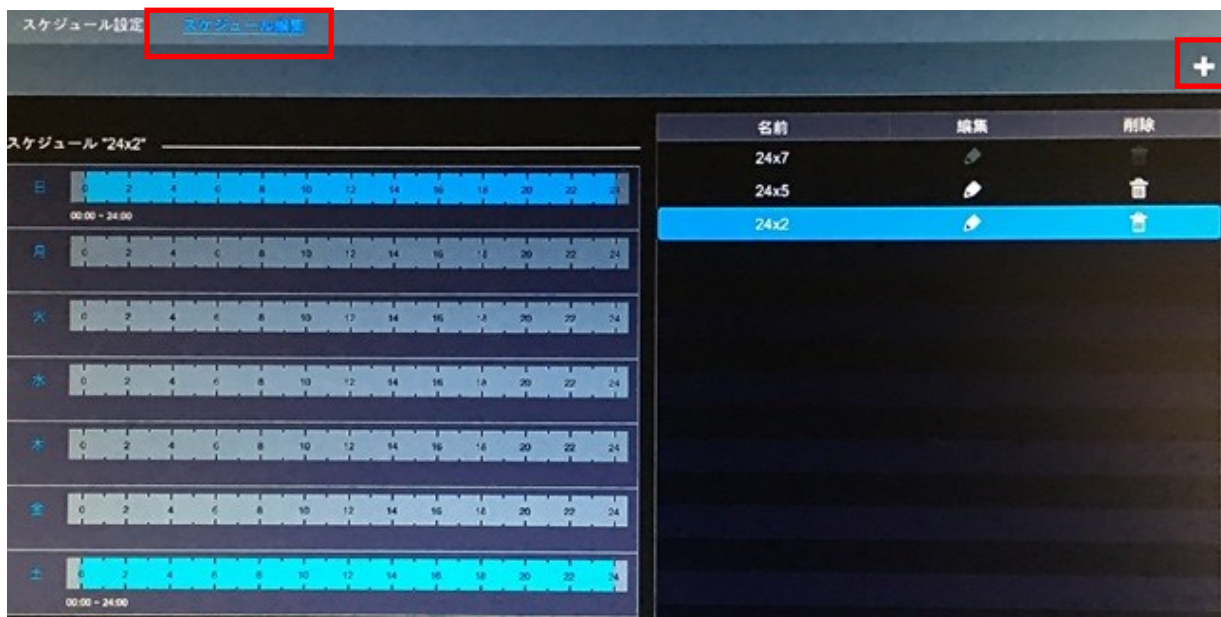 スケジュール設定 スケジュール編集
スケジュール "24x2"
日 0 2 4 6 8 10 12 14 16 18 20 22 24
00:00 ~ 24:00
月 0 2 4 6 8 10 12 14 16 18 20 22 24
火 0 2 4 6 8 10 12 14 16 18 20 22 24
水 0 2 4 6 8 10 12 14 16 18 20 22 24
木 0 2 4 6 8 10 12 14 16 18 20 22 24
金 0 2 4 6 8 10 12 14 16 18 20 22 24
土 0 2 4 6 8 10 12 14 16 18 20 22 24
00:00 ~ 24:00
名前 編集 削除
24x7
24x5
24x2